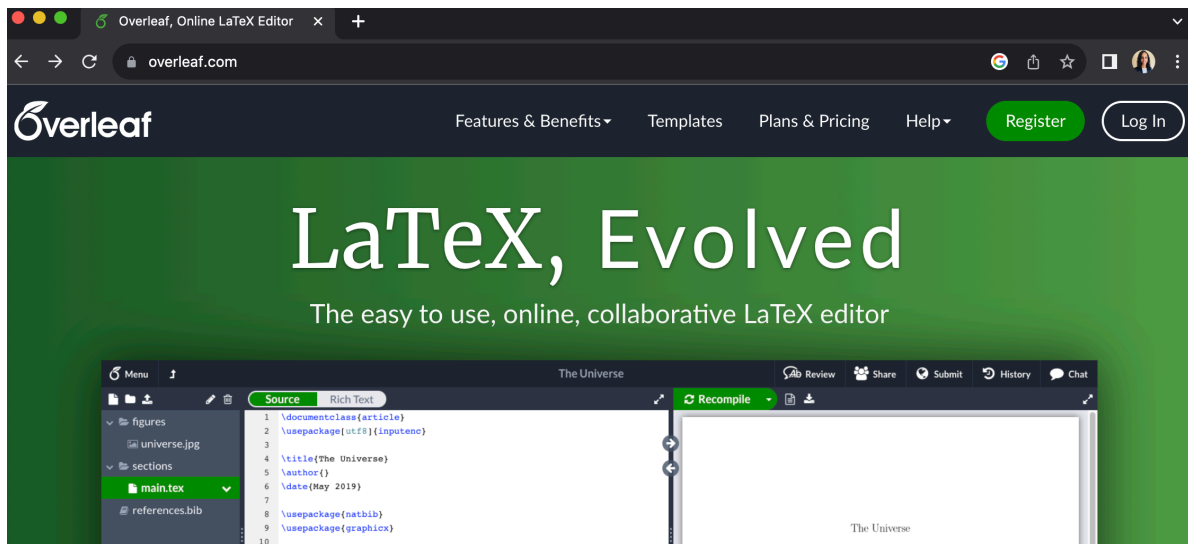 Overleaf, Online LaTeX Editor
overleaf.com
Overleaf
Features & Benefits
Templates
Plans & Pricing
Help
Register
Log In
LaTeX, Evolved
The easy to use, online, collaborative LaTeX editor
Menu
The Universe
Review
Share
Submit
History
Chat
Source
Rich Text
Recompile
figures
universe.jpg
sections
main.tex
references.bib
1 \documentclass{article}
2 \usepackage[utf8]{inputenc}
3
4 \title{The Universe}
5 \author{}
6 \date{May 2019}
7
8 \usepackage{natbib}
9 \usepackage{graphicx}
10
The Universe